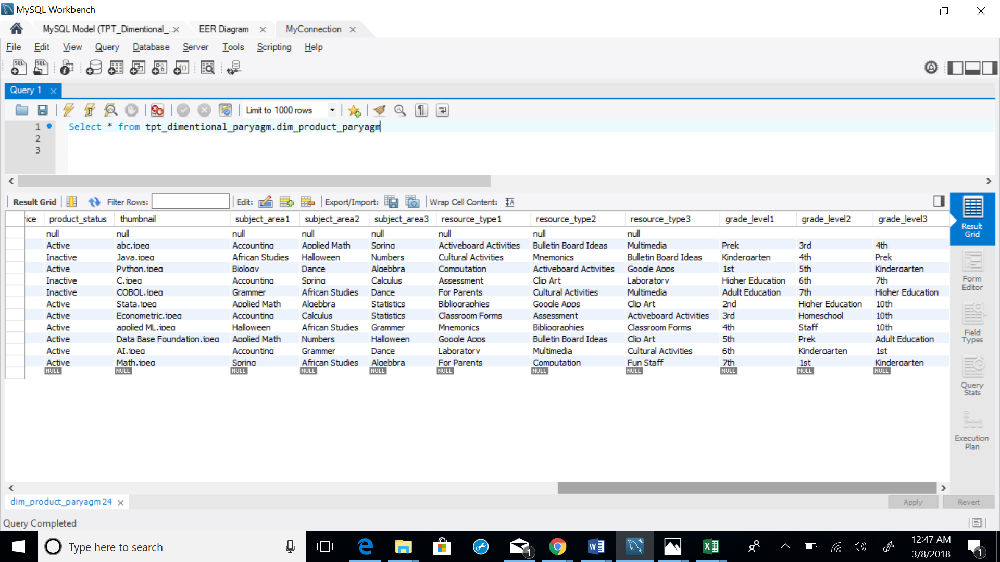 MySQL Workbench
MySQL Model (TPT_Dimentional_... EER Diagram MyConnection
File Edit View Query Database Server Tools Scripting Help
Query 1
Limit to 1000 rows
1 Select * from tpt_dimentional_paryagm.dim_product_paryagm
2
3
Result Grid Filter Rows: Edit: Export/Import: Wrap Cell Content:
rice product_status thumbnail subject_area1 subject_area2 subject_area3 resource_type1 resource_type2 resource_type3 grade_level1 grade_level2 grade_level3
null null null null null null null null
Active abc.jpeg Accounting Applied Math Spring Activeboard Activities Bulletin Board Ideas Multimedia Prek 3rd 4th
Inactive Java.jpeg African Studies Halloween Numbers Cultural Activities Mnemonics Bulletin Board Ideas Kindergarten 4th Prek
Active Python.jpeg Biology Dance Algebbra Computation Activeboard Activities Google Apps 1st 5th Kindergarten
Inactive C.jpeg Accounting Spring Calculus Assessment Clip Art Laboratory Higher Education 6th 7th
Inactive COBOL.jpeg Grammer African Studies Dance For Parents Cultural Activities Multimedia Adult Education 7th Higher Education
Active Stata.jpeg Applied Math Algebbra Statistics Bibliographies Google Apps Clip Art 2nd Higher Education 10th
Active Econometric.jpeg Accounting Calculus Statistics Classroom Forms Assessment Activeboard Activities 3rd Homeschool 10th
Active applied ML.jpeg Halloween African Studies Grammer Mnemonics Bibliographies Classroom Forms 4th Staff 10th
Active Data Base Foundation.jpeg Applied Math Numbers Halloween Google Apps Bulletin Board Ideas Clip Art 5th Prek Adult Education
Active AI.jpeg Accounting Grammer Dance Laboratory Multimedia Cultural Activities 6th Kindergarten 1st
Active Math.jpeg Spring African Studies Algebbra For Parents Computation Fun Staff 7th 1st Kindergarten
NULL NULL NULL NULL NULL NULL NULL NULL NULL NULL NULL
Result
Grid
Form
Editor
Field
Types
Query
Stats
Execution
Plan
dim_product_paryagm 24 Apply Revert
Query Completed
Type here to search
1
12:47 AM
3/8/2018
1